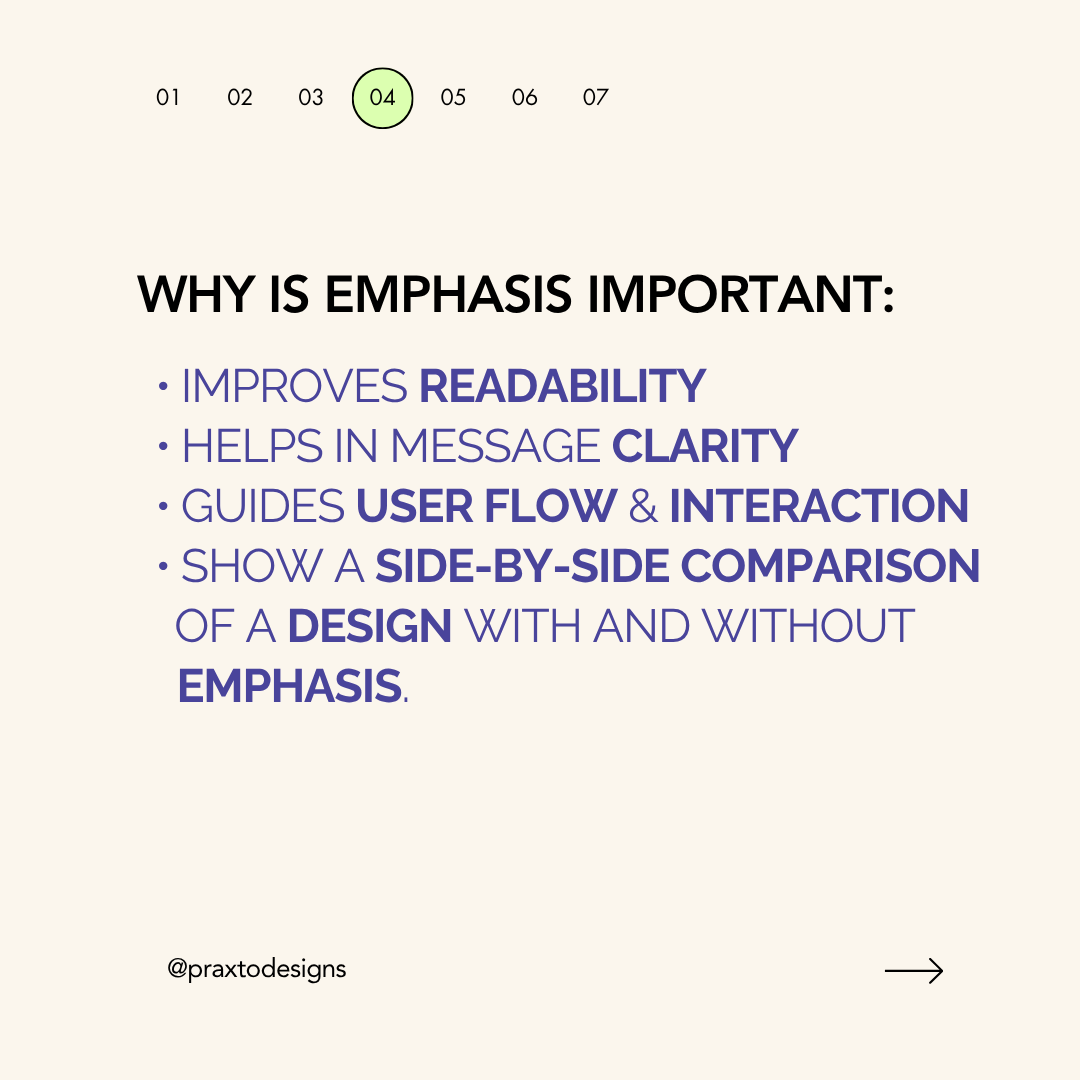 01 02 03 04 05 06 07
WHY IS EMPHASIS IMPORTANT:
• IMPROVES READABILITY
• HELPS IN MESSAGE CLARITY
• GUIDES USER FLOW & INTERACTION
• SHOW A SIDE-BY-SIDE COMPARISON
OF A DESIGN WITH AND WITHOUT
EMPHASIS.
@praxtodesigns